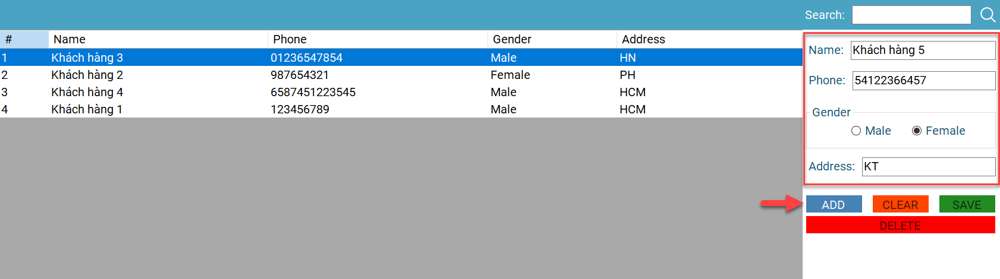 Search:
# Name Phone Gender Address
1 Khách hàng 3 01236547854 Male HN
2 Khách hàng 2 987654321 Female PH
3 Khách hàng 4 6587451223545 Male HCM
4 Khách hàng 1 123456789 Male HCM
Name: Khách hàng 5
Phone: 54122366457
Gender
Male Female
Address: KT
ADD CLEAR SAVE
DELETE